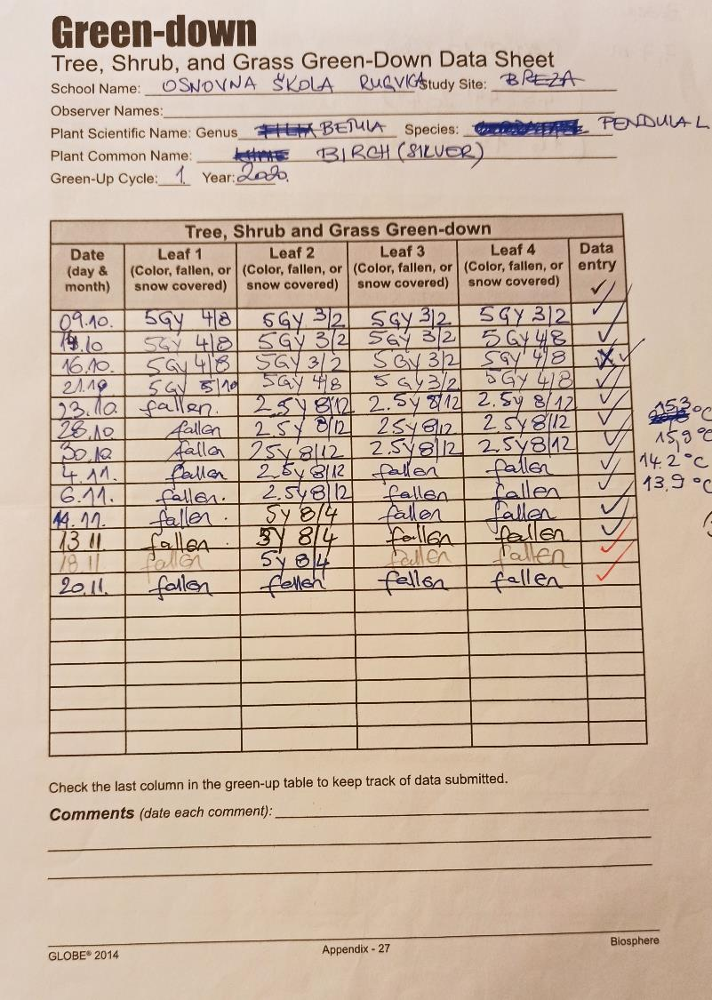 Green-down
Tree, Shrub, and Grass Green-Down Data Sheet
School Name: OSNOVNA ŠKOLA RUGVICA Study Site: BREZA
Observer Names:
Plant Scientific Name: Genus BETULA Species: PENDULA L
Plant Common Name: BIRCH (SILVER)
Green-Up Cycle: 1. Year: 2020.
Tree, Shrub and Grass Green-down
Date (day & month) Leaf 1 (Color, fallen, or snow covered) Leaf 2 (Color, fallen, or snow covered) Leaf 3 (Color, fallen, or snow covered) Leaf 4 (Color, fallen, or snow covered) Data entry ✓
09.10. 5GY 4/8 5GY 3/2 5GY 3/2 5GY 3/2 ✓
14.10 5GY 4/8 5GY 3/2 5GY 3/2 5GY 4/8 ✓
16.10. 5GY 4/8 5GY 3/2 5GY 3/2 5GY 4/8 ✓
21.10 5GY 5/10 5GY 4/8 5GY 3/2 5GY 4/8 ✓
23.10. fallen. 2.5Y 8/12 2.5Y 8/12 2.5Y 8/12 ✓ 15,3 °C
28.10. fallen 2.5Y 8/12 25Y 8/12 2.5Y 8/12 ✓ 15,9 °C
30.10 fallen 25Y 8/12 2.5Y 8/12 2.5Y 8/12 ✓ 14.2 °C
4.11. fallen 2.5Y 8/12 fallen fallen ✓ 13,9 °C
6.11. fallen. 2.5Y 8/12 fallen fallen ✓
11.11. fallen. 5Y 8/4 fallen fallen ✓
13 11 fallen. 5Y 8/4 fallen fallen ✓
18 11 fallen 5Y 8/4 fallen fallen ✓
20.11. fallen fallen fallen fallen ✓
Check the last column in the green-up table to keep track of data submitted.
Comments (date each comment):
GLOBE® 2014 Appendix - 27 Biosphere